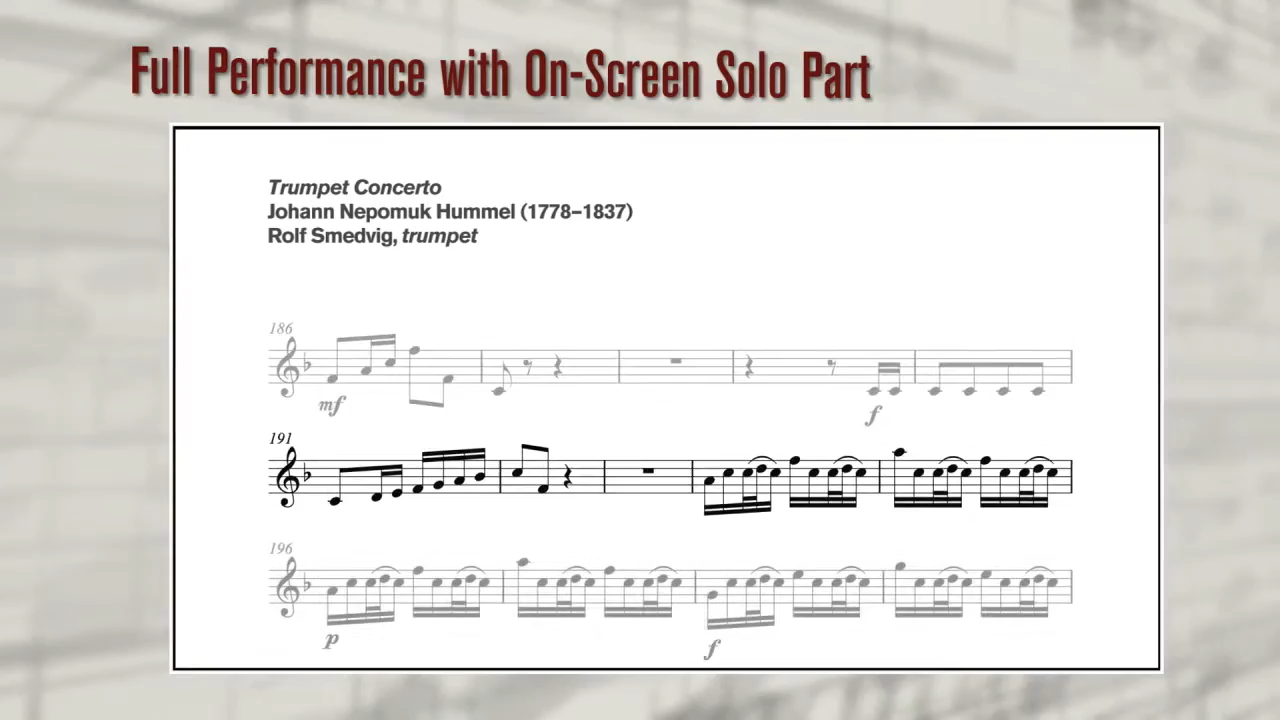 Full Performance with On-Screen Solo Part
Trumpet Concerto
Johann Nepomuk Hummel (1778–1837)
Rolf Smedvig, trumpet
186
mf
f
191
196
p
f